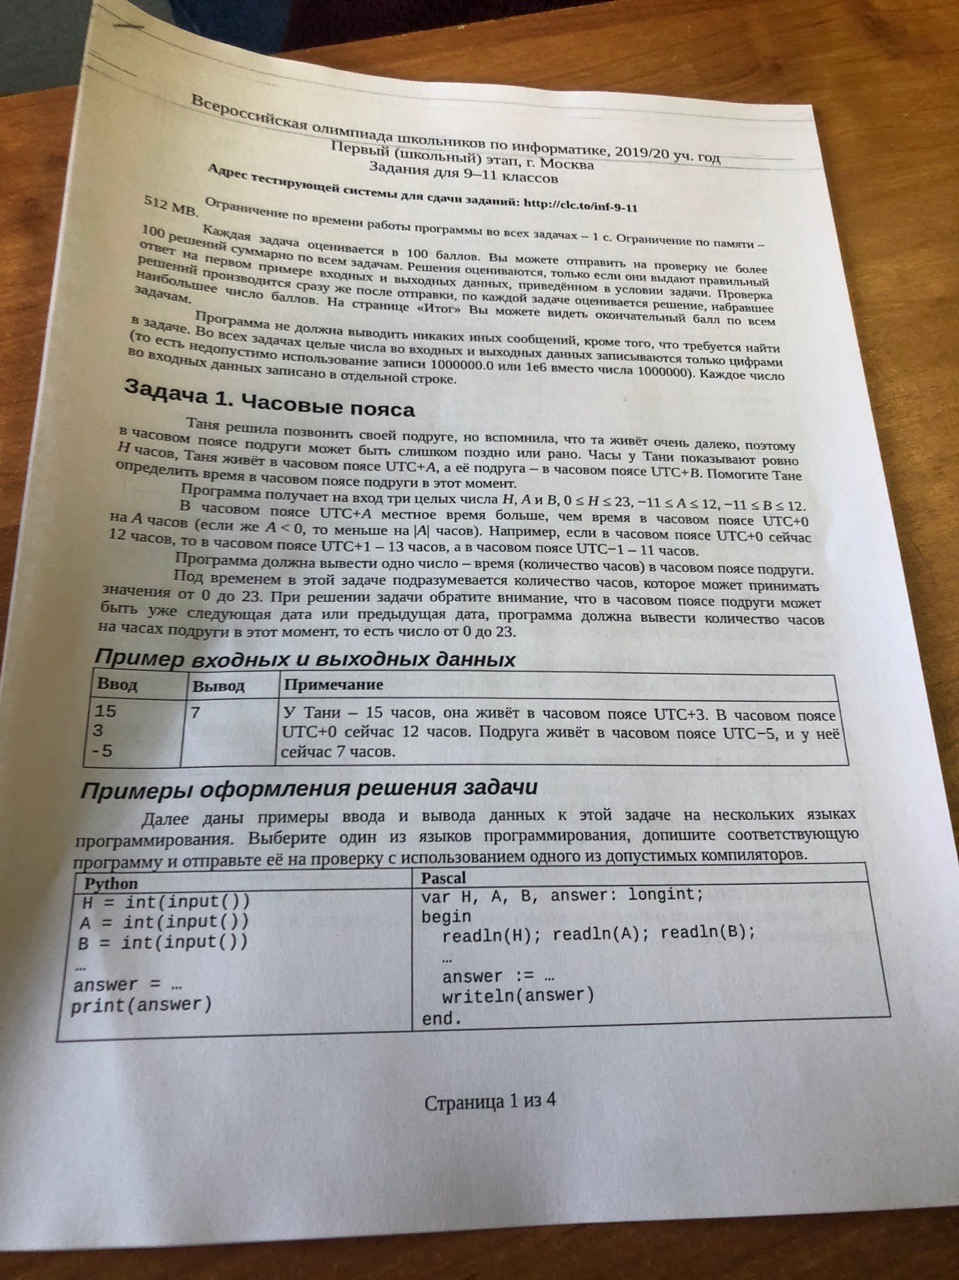 Всероссийская олимпиада школьников по информатике, 2019/20 уч. год
Первый (школьный) этап, г. Москва
Задания для 9–11 классов
Адрес тестирующей системы для сдачи заданий: http://clc.to/inf-9-11
Ограничение по времени работы программы во всех задачах – 1 с. Ограничение по памяти –
512 MB.
Каждая задача оценивается в 100 баллов. Вы можете отправить на проверку не более
100 решений суммарно по всем задачам. Решения оцениваются, только если они выдают правильный
ответ на первом примере входных и выходных данных, приведённом в условии задачи. Проверка
решений производится сразу же после отправки, по каждой задаче оценивается решение, набравшее
наибольшее число баллов. На странице «Итог» Вы можете видеть окончательный балл по всем
задачам.
Программа не должна выводить никаких иных сообщений, кроме того, что требуется найти
в задаче. Во всех задачах целые числа во входных и выходных данных записываются только цифрами
(то есть недопустимо использование записи 1000000.0 или 1e6 вместо числа 1000000). Каждое число
во входных данных записано в отдельной строке.
Задача 1. Часовые пояса
Таня решила позвонить своей подруге, но вспомнила, что та живёт очень далеко, поэтому
в часовом поясе подруги может быть слишком поздно или рано. Часы у Тани показывают ровно
H часов, Таня живёт в часовом поясе UTC+A, а её подруга – в часовом поясе UTC+B. Помогите Тане
определить время в часовом поясе подруги в этот момент.
Программа получает на вход три целых числа H, A и B, 0 ≤ H ≤ 23, −11 ≤ A ≤ 12, −11 ≤ B ≤ 12.
В часовом поясе UTC+A местное время больше, чем время в часовом поясе UTC+0
на A часов (если же A < 0, то меньше на |A| часов). Например, если в часовом поясе UTC+0 сейчас
12 часов, то в часовом поясе UTC+1 – 13 часов, а в часовом поясе UTC−1 – 11 часов.
Программа должна вывести одно число – время (количество часов) в часовом поясе подруги.
Под временем в этой задаче подразумевается количество часов, которое может принимать
значения от 0 до 23. При решении задачи обратите внимание, что в часовом поясе подруги может
быть уже следующая дата или предыдущая дата, программа должна вывести количество часов
на часах подруги в этот момент, то есть число от 0 до 23.
Пример входных и выходных данных
Ввод Вывод Примечание
15 7 У Тани – 15 часов, она живёт в часовом поясе UTC+3. В часовом поясе
3 UTC+0 сейчас 12 часов. Подруга живёт в часовом поясе UTC−5, и у неё
-5 сейчас 7 часов.
Примеры оформления решения задачи
Далее даны примеры ввода и вывода данных к этой задаче на нескольких языках
программирования. Выберите один из языков программирования, допишите соответствующую
программу и отправьте её на проверку с использованием одного из допустимых компиляторов.
Python
H = int(input())
A = int(input())
B = int(input())
…
answer = …
print(answer)
Pascal
var H, A, B, answer: longint;
begin
readln(H); readln(A); readln(B);
…
answer := …
writeln(answer)
end.
Страница 1 из 4